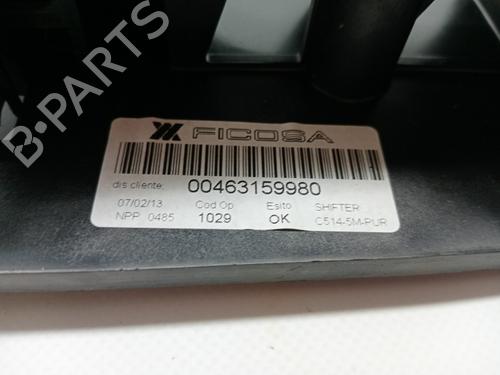 B-PARTS
FICOSA
dis.cliente: 00463159980
07/02/13 Cod Op Esito SHIFTER
NPP 0485 1029 OK C514-5M-PUR